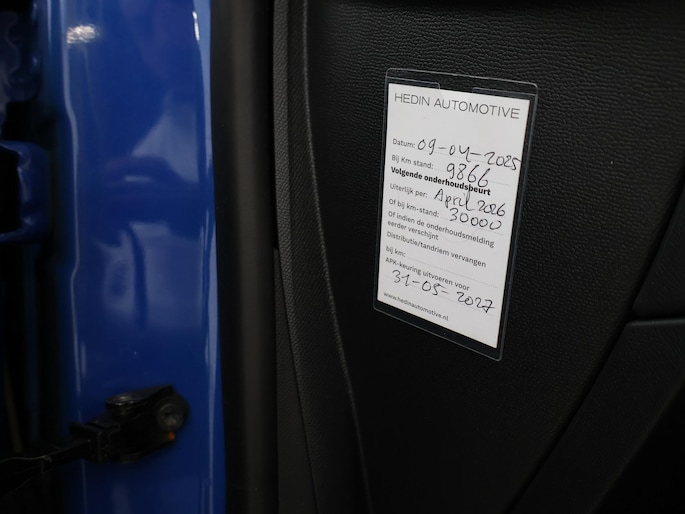 HEDIN AUTOMOTIVE
Datum: 09-04-2025
Bij Km stand: 9866
Volgende onderhoudsbeurt
Uiterlijk per: April 2026
Of bij km-stand: 30000
Of indien de onderhoudsmelding
eerder verschijnt
Distributie/tandriem vervangen
bij km:
APK-keuring uitvoeren voor
31-05-2027
www.hedinautomotive.nl